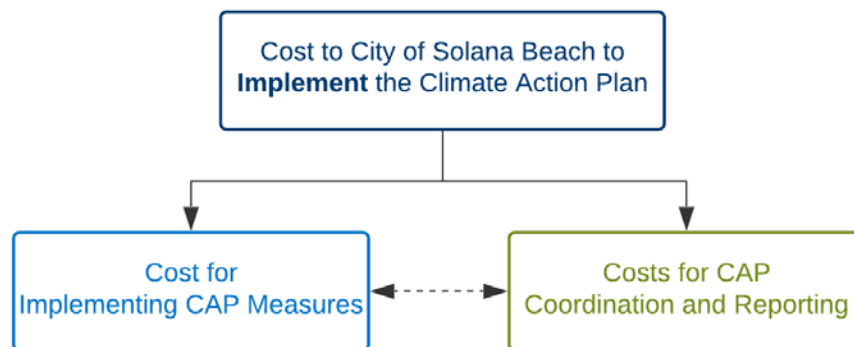 Cost to City of Solana Beach to
Implement the Climate Action Plan
Cost for
Implementing CAP Measures
Costs for CAP
Coordination and Reporting